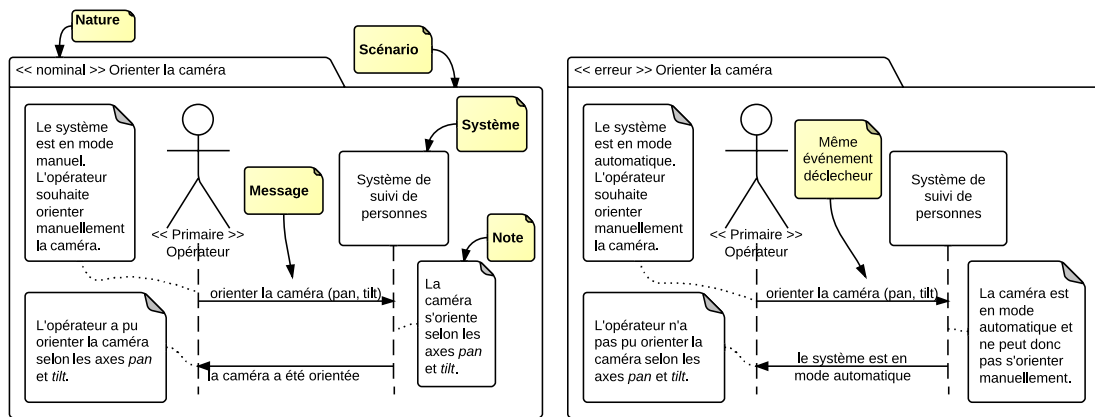 Nature
Scénario
<< nominal >> Orienter la caméra
Le système
est en mode
manuel.
L'opérateur
souhaite
orienter
manuellement
la caméra.
Système
Message
Système de
suivi de
personnes
<< Primaire >>
Opérateur
Note
orienter la caméra (pan, tilt)
La
caméra
s'oriente
selon les
axes pan
et tilt.
L'opérateur a pu
orienter la caméra
selon les axes pan
et tilt.
la caméra a été orientée
<< erreur >> Orienter la caméra
Le système
est en mode
automatique.
L'opérateur
souhaite
orienter
manuellement
la caméra.
Même
événement
déclecheur
Système de
suivi de
personnes
<< Primaire >>
Opérateur
orienter la caméra (pan, tilt)
La caméra est
en mode
automatique et
ne peut donc
pas s'orienter
manuellement.
L'opérateur n'a
pas pu orienter la
caméra selon les
axes pan et tilt.
le système est en
mode automatique